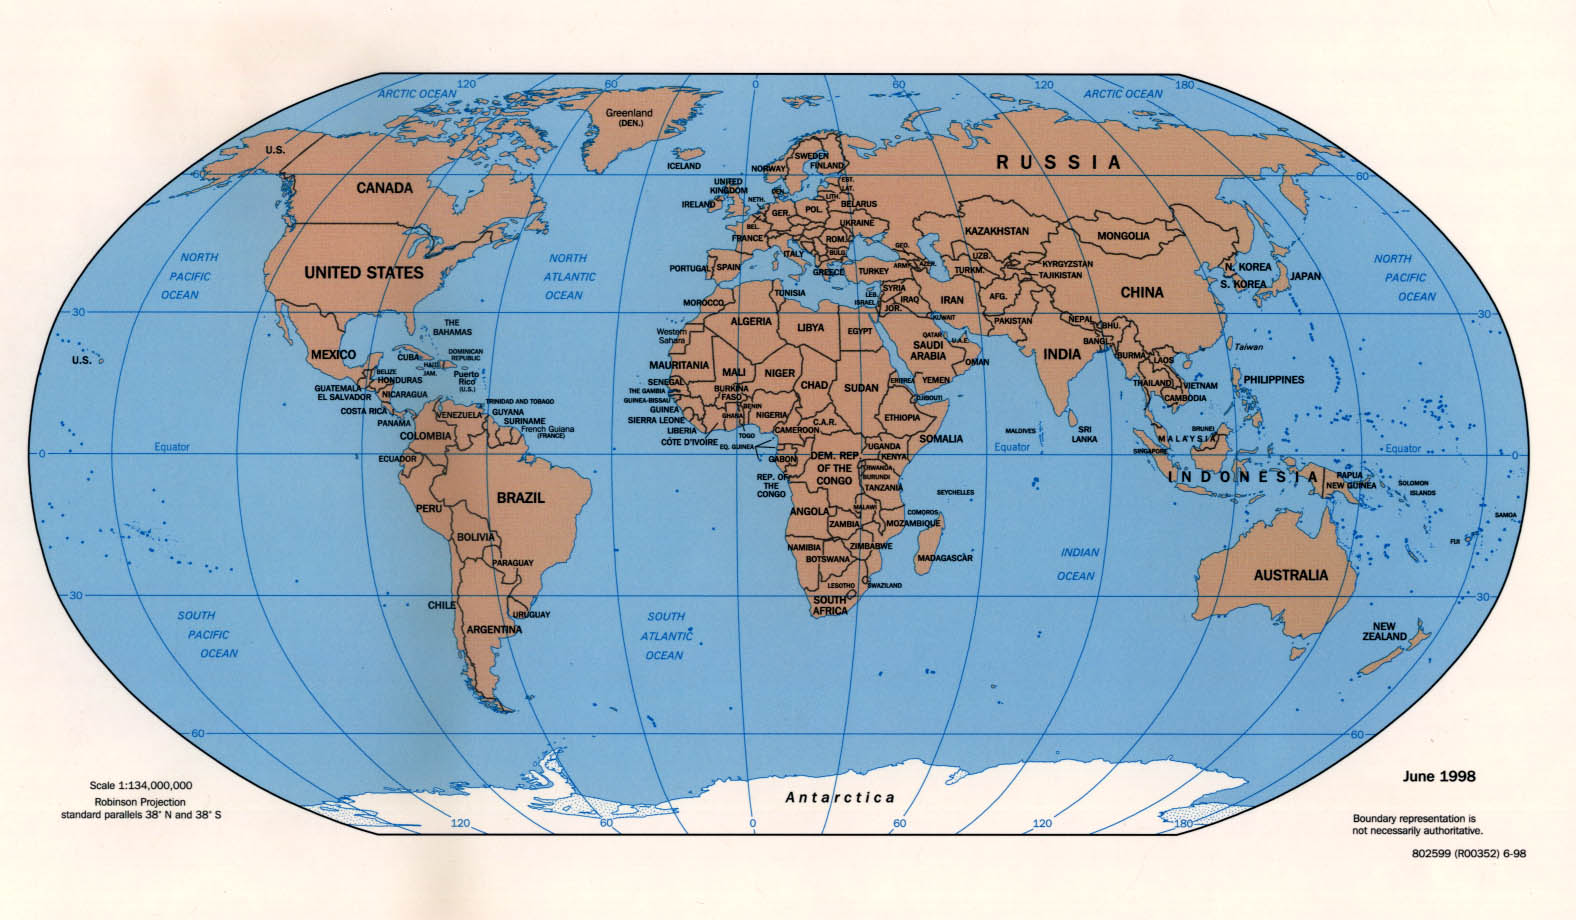 120
60
0
60
120
180
ARCTIC OCEAN
ARCTIC OCEAN
Greenland
(DEN.)
U.S.
ICELAND
RUSSIA
NORWAY
SWEDEN
FINLAND
60
60
CANADA
UNITED
KINGDOM
IRELAND
DEN.
NETH.
EST.
LAT.
LITH.
BELARUS
GER.
POL.
BEL.
UKRAINE
FRANCE
ROM.
KAZAKHSTAN
MONGOLIA
NORTH
PACIFIC
OCEAN
UNITED STATES
NORTH
ATLANTIC
OCEAN
PORTUGAL
SPAIN
ITALY
BULG.
GREECE
TURKEY
GEO.
ARM.
AZER.
UZB.
TURKM.
KYRGYZSTAN
TAJIKISTAN
CHINA
N. KOREA
S. KOREA
JAPAN
NORTH
PACIFIC
OCEAN
30
30
MOROCCO
TUNISIA
LEB.
ISRAEL
SYRIA
JOR.
IRAQ
IRAN
AFG.
KUWAIT
PAKISTAN
NEPAL
BHU.
BANGL.
Western
Sahara
ALGERIA
LIBYA
EGYPT
QATAR
U.A.E.
SAUDI
ARABIA
OMAN
INDIA
BURMA
LAOS
Taiwan
U.S.
MEXICO
THE
BAHAMAS
CUBA
DOMINICAN
REPUBLIC
HAITI
JAM.
Puerto
Rico
(U.S.)
BELIZE
HONDURAS
GUATEMALA
EL SALVADOR
NICARAGUA
COSTA RICA
PANAMA
TRINIDAD AND TOBAGO
VENEZUELA
GUYANA
SURINAME
French Guiana
(FRANCE)
COLOMBIA
ECUADOR
MAURITANIA
MALI
NIGER
CHAD
SUDAN
ERITREA
YEMEN
DJIBOUTI
SENEGAL
THE GAMBIA
GUINEA-BISSAU
GUINEA
SIERRA LEONE
LIBERIA
CÔTE D'IVOIRE
BURKINA
FASO
GHANA
BENIN
TOGO
NIGERIA
CAMEROON
C.A.R.
ETHIOPIA
SOMALIA
EQ. GUINEA
GABON
REP. OF
THE
CONGO
DEM. REP.
OF THE
CONGO
UGANDA
KENYA
RWANDA
BURUNDI
TANZANIA
THAILAND
VIETNAM
CAMBODIA
PHILIPPINES
MALDIVES
SRI
LANKA
BRUNEI
MALAYSIA
SINGAPORE
INDONESIA
PAPUA
NEW GUINEA
SOLOMON
ISLANDS
Equator
Equator
Equator
0
0
SEYCHELLES
SAMOA
FIJI
PERU
BRAZIL
BOLIVIA
PARAGUAY
CHILE
URUGUAY
ARGENTINA
ANGOLA
ZAMBIA
MALAWI
COMOROS
MOZAMBIQUE
NAMIBIA
ZIMBABWE
BOTSWANA
MADAGASCAR
LESOTHO
SWAZILAND
SOUTH
AFRICA
INDIAN
OCEAN
AUSTRALIA
NEW
ZEALAND
30
30
SOUTH
PACIFIC
OCEAN
SOUTH
ATLANTIC
OCEAN
60
60
Antarctica
120
60
0
60
120
180
Scale 1:134,000,000
Robinson Projection
standard parallels 38° N and 38° S
June 1998
Boundary representation is
not necessarily authoritative.
802599 (R00352) 6-98